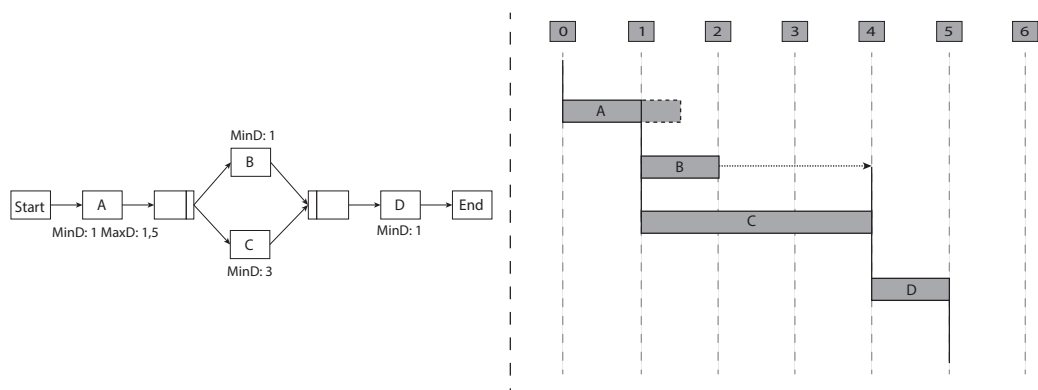 MinD: 1
B
Start
A
D
End
MinD: 1 MaxD: 1,5
MinD: 1
C
MinD: 3
0 1 2 3 4 5 6
A
B
C
D